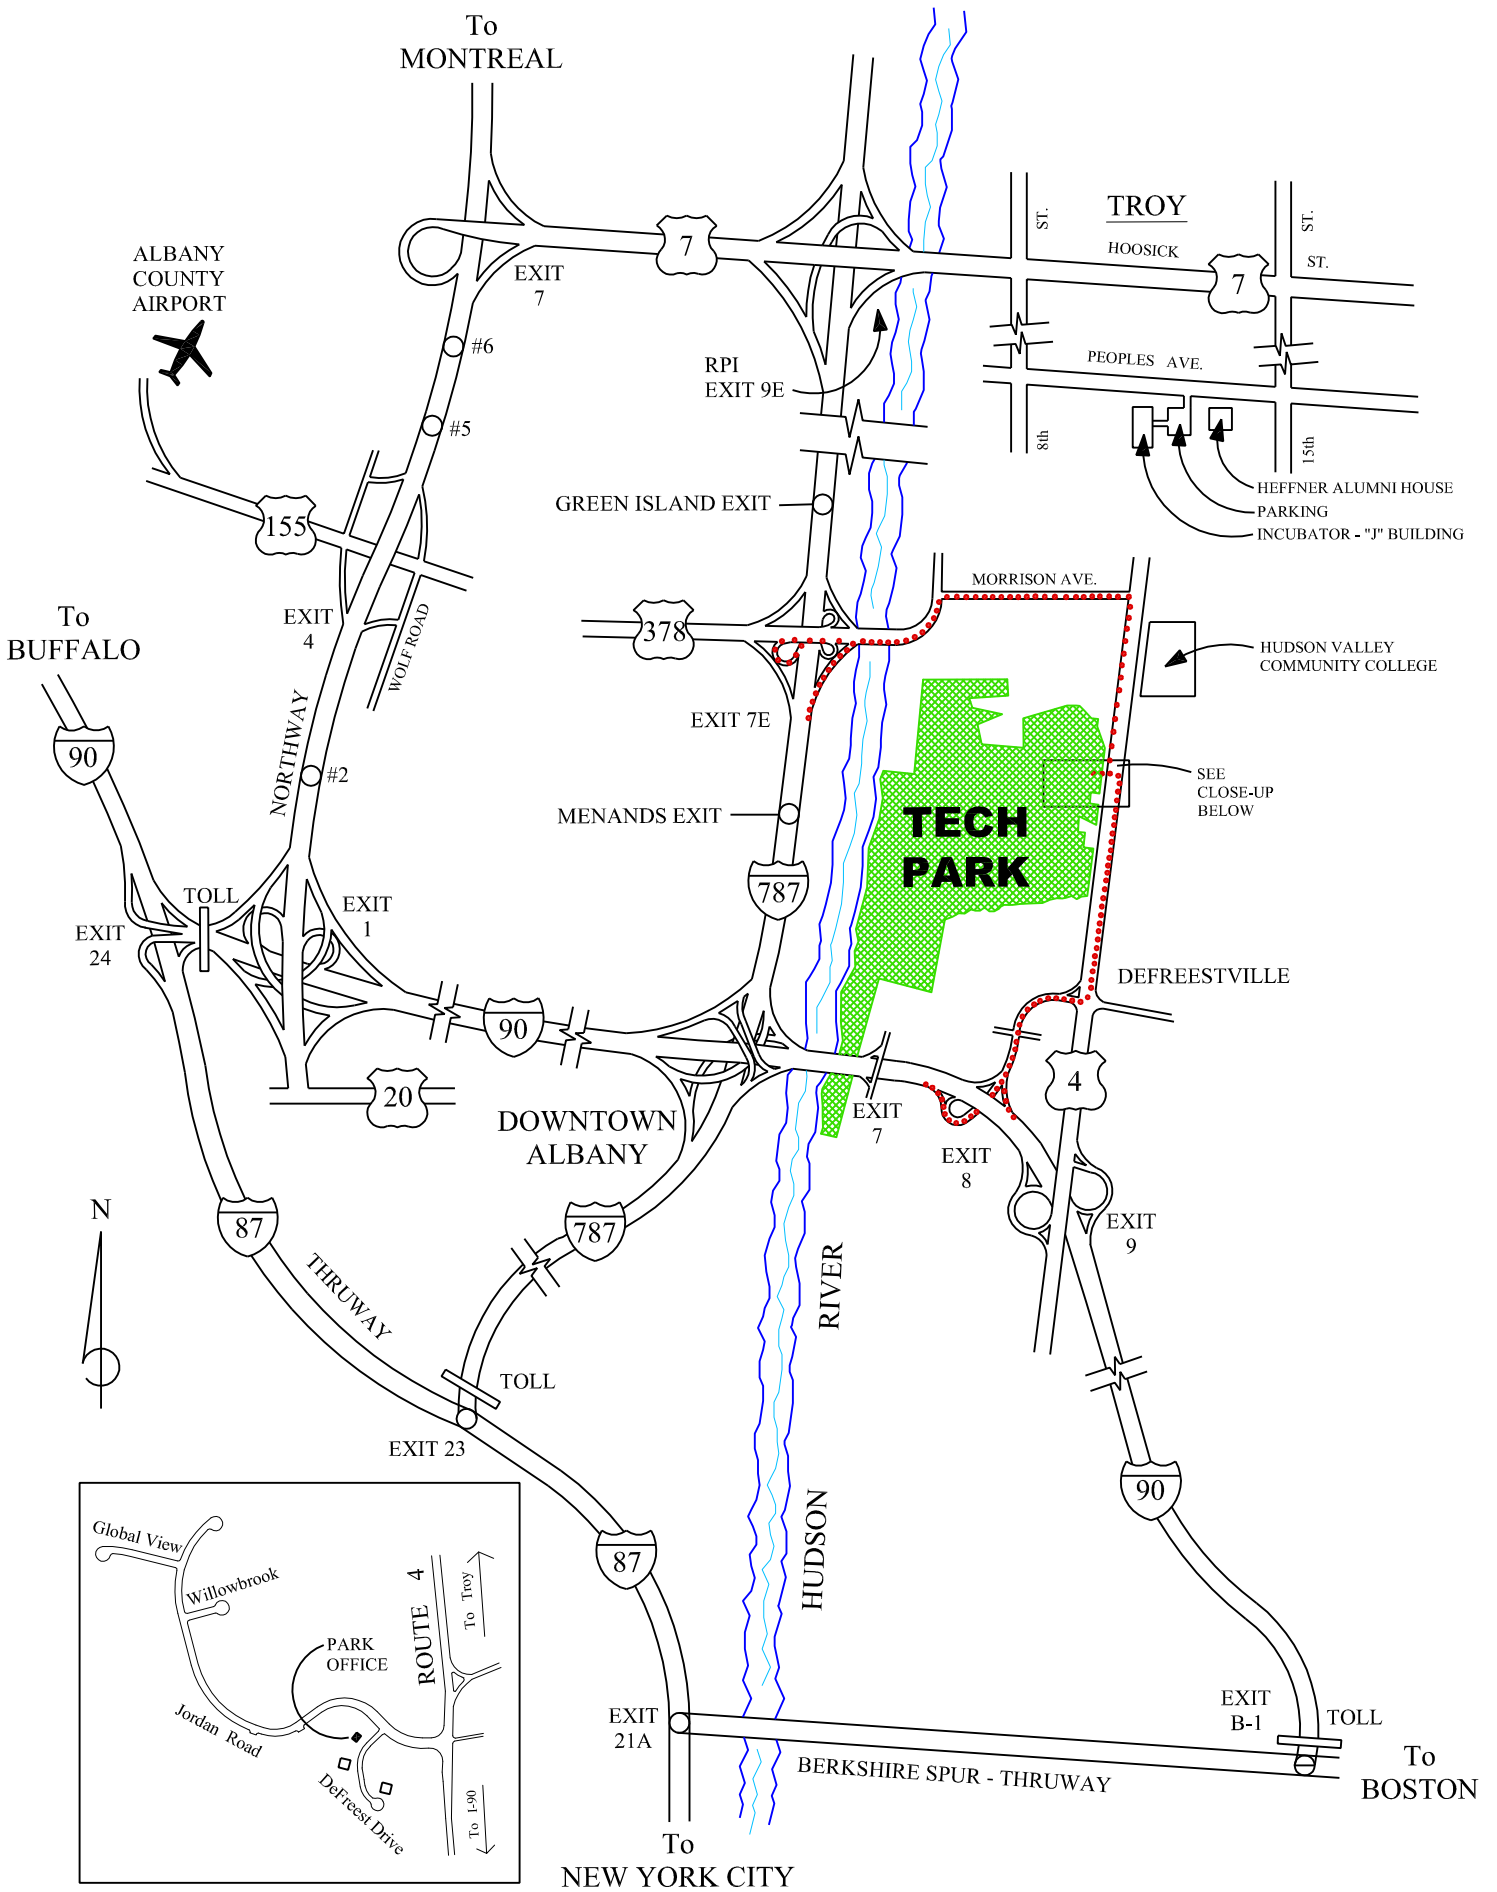 To
MONTREAL
TROY
ST.
ST.
HOOSICK
ST.
7
7
EXIT
7
ALBANY
COUNTY
AIRPORT
#6
RPI
EXIT 9E
PEOPLES AVE.
#5
8th
15th
HEFFNER ALUMNI HOUSE
PARKING
INCUBATOR - "J" BUILDING
GREEN ISLAND EXIT
155
MORRISON AVE.
To
BUFFALO
EXIT
4
WOLF ROAD
378
HUDSON VALLEY
COMMUNITY COLLEGE
EXIT 7E
NORTHWAY
90
#2
SEE
CLOSE-UP
BELOW
MENANDS EXIT
TECH
PARK
787
TOLL
EXIT
1
EXIT
24
DEFREESTVILLE
90
20
4
DOWNTOWN
ALBANY
EXIT
7
EXIT
8
N
87
787
EXIT
9
THRUWAY
RIVER
TOLL
EXIT 23
90
HUDSON
87
Global View
Willowbrook
ROUTE 4
To Troy
PARK
OFFICE
Jordan Road
DeFreest Drive
To I-90
EXIT
21A
EXIT
B-1
TOLL
BERKSHIRE SPUR - THRUWAY
To
BOSTON
To
NEW YORK CITY